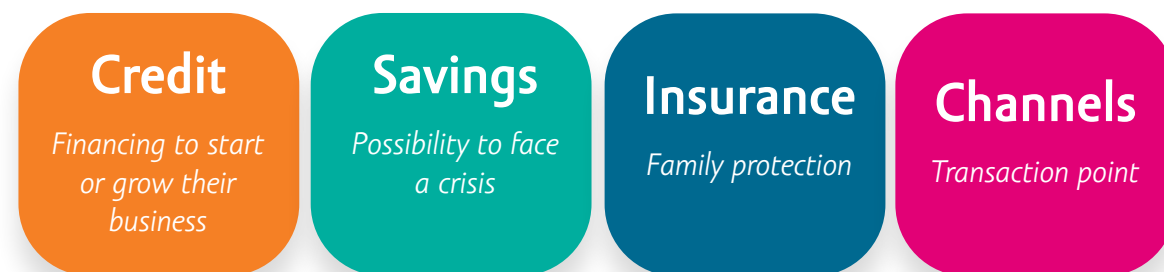 Credit
Financing to start
or grow their
business
Savings
Possibility to face
a crisis
Insurance
Family protection
Channels
Transaction point